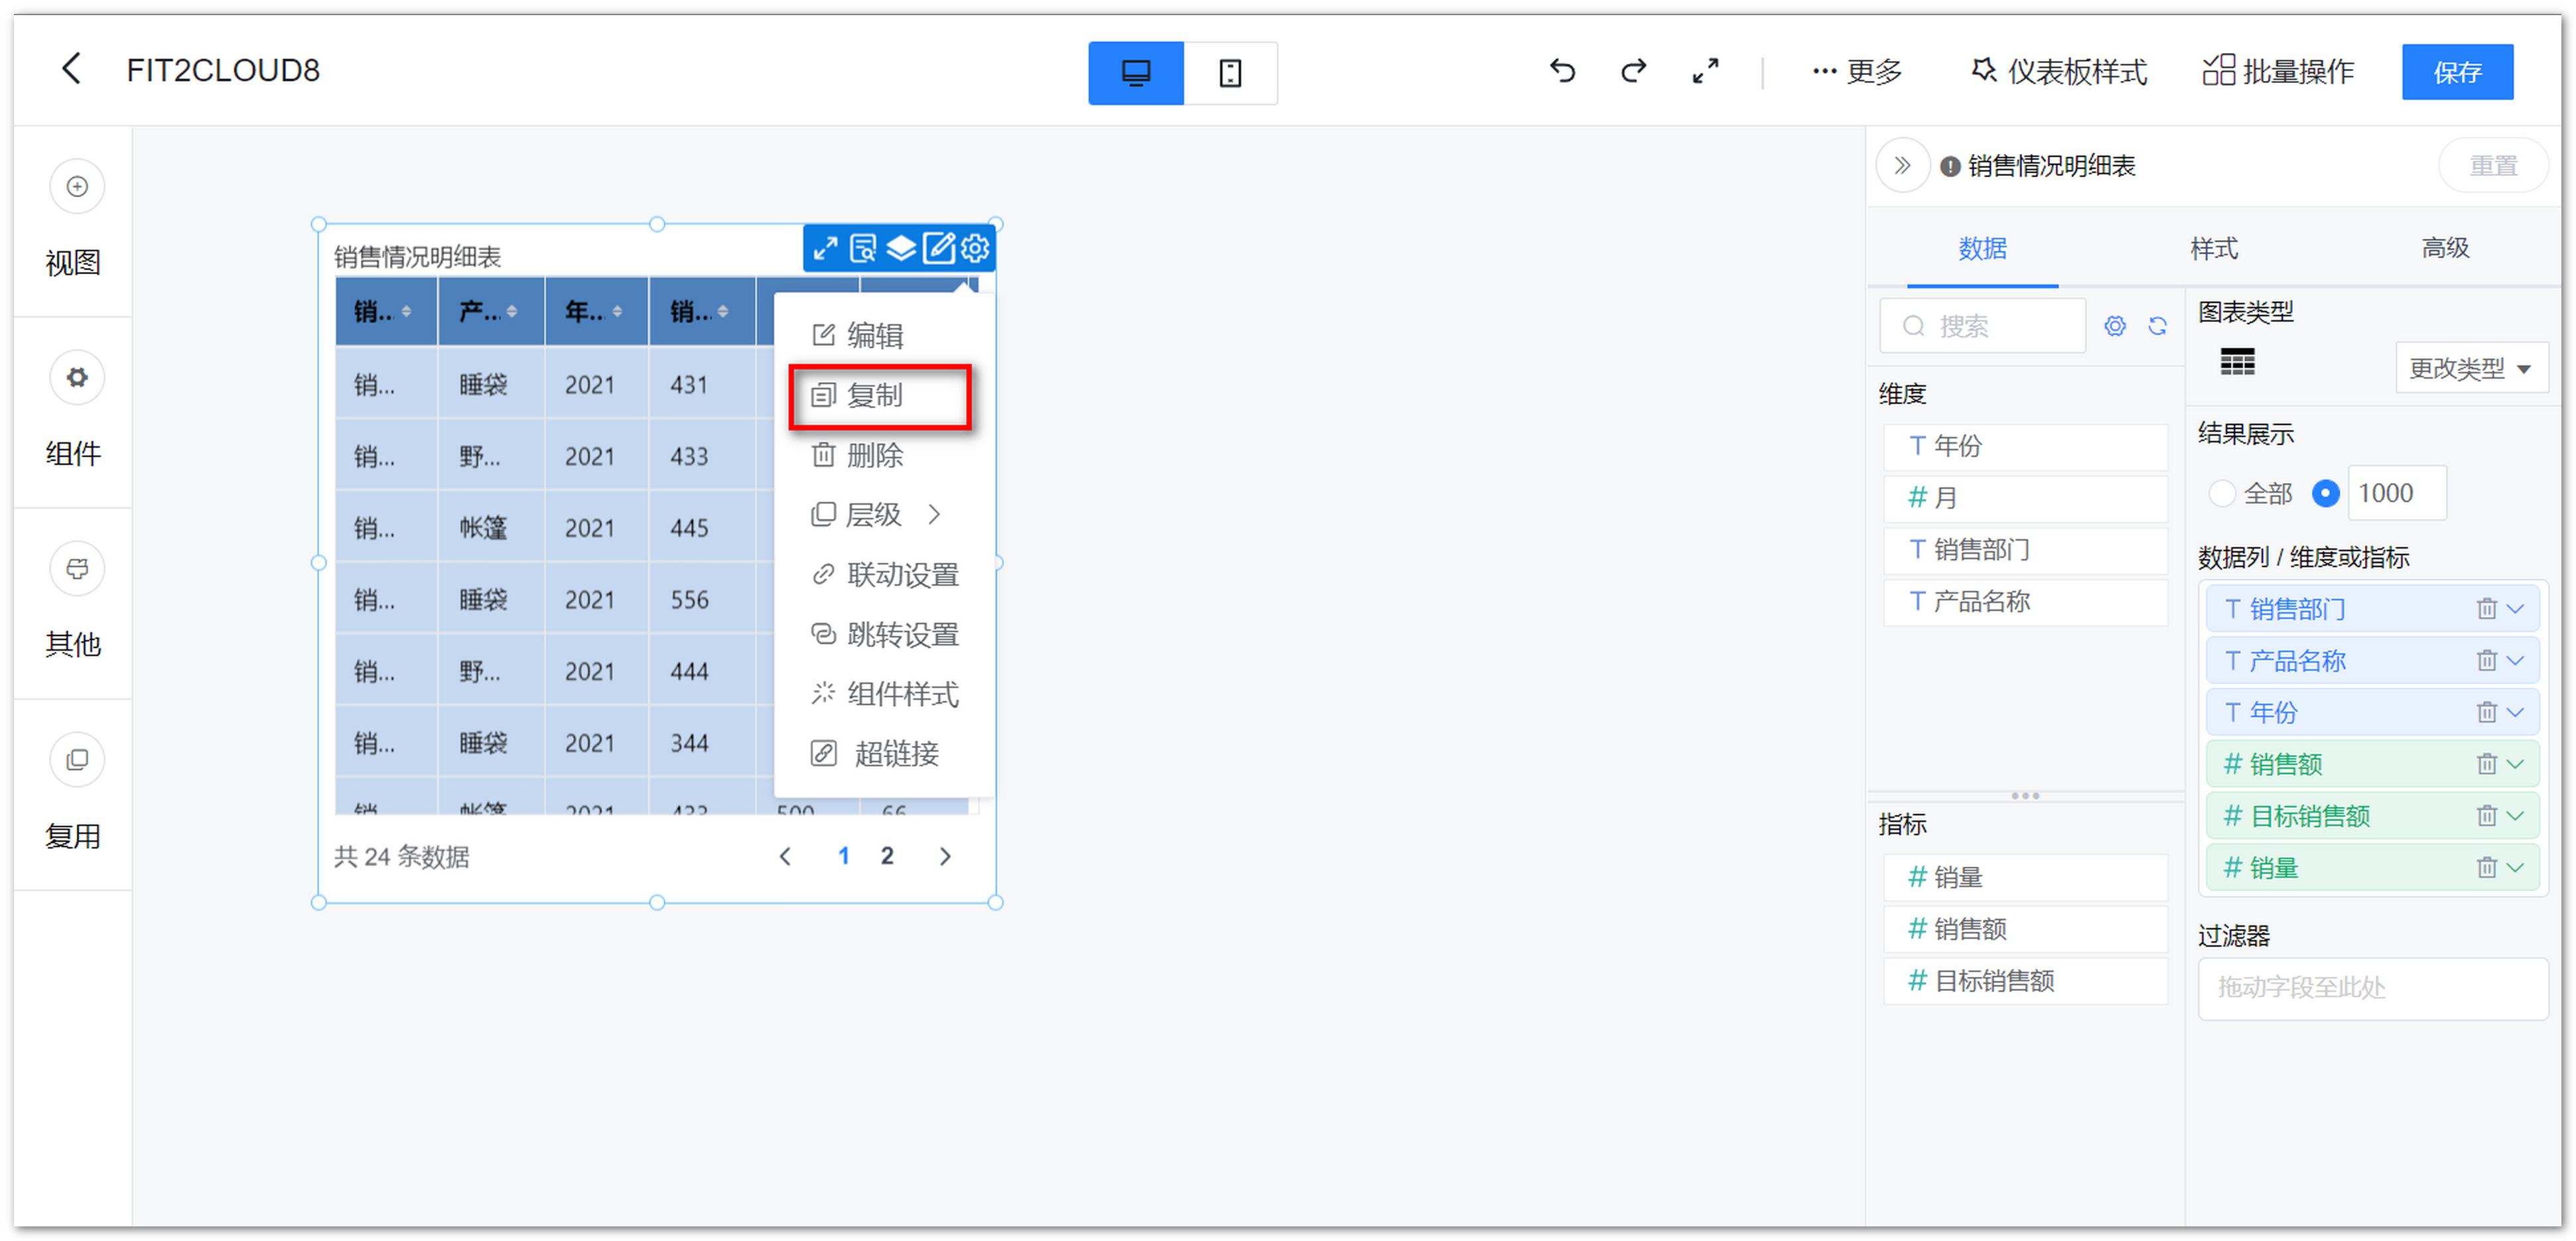 FIT2CLOUD8
更多
仪表板样式
批量操作
保存
视图
组件
其他
复用
销售情况明细表
销... 产... 年... 销...
销... 睡袋 2021 431
销... 野... 2021 433
销... 帐篷 2021 445
销... 睡袋 2021 556
销... 野... 2021 444
销... 睡袋 2021 344
销 帐篷 2021 433 500 66
共 24 条数据
1 2
编辑
复制
删除
层级
联动设置
跳转设置
组件样式
超链接
销售情况明细表
重置
数据 样式 高级
搜索
维度
T 年份
# 月
T 销售部门
T 产品名称
指标
# 销量
# 销售额
# 目标销售额
图表类型
更改类型
结果展示
全部 1000
数据列 / 维度或指标
T 销售部门
T 产品名称
T 年份
# 销售额
# 目标销售额
# 销量
过滤器
拖动字段至此处